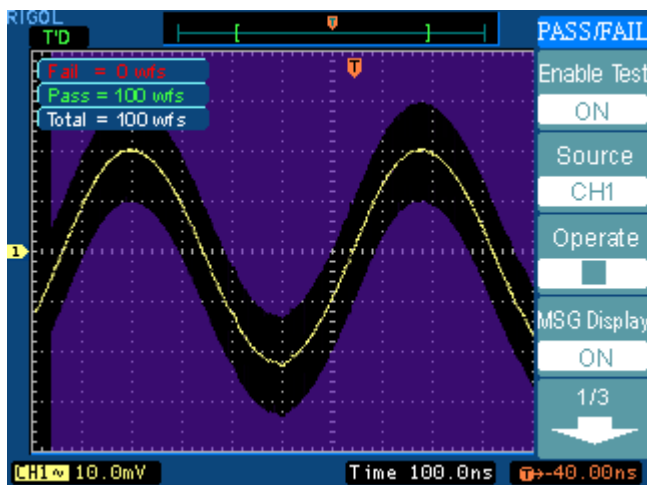 RIGOL
T'D
T
PASS/FAIL
Fail = 0 wfs
Pass = 100 wfs
Total = 100 wfs
T
Enable Test
ON
Source
CH1
1
Operate
MSG Display
ON
1/3
CH1~ 10.0mV
Time 100.0ns
T→-40.00ns